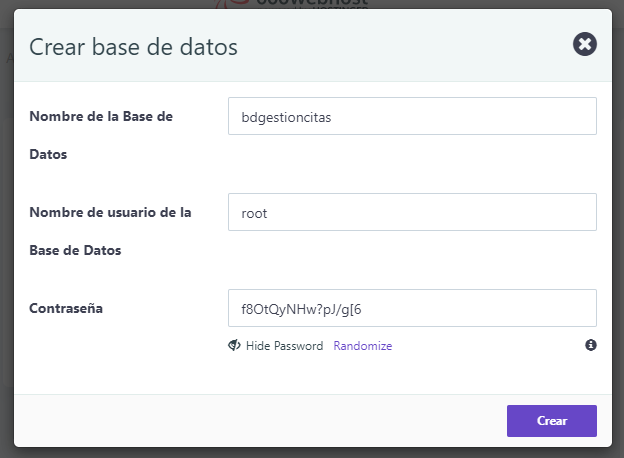 000webhost
Crear base de datos
Nombre de la Base de
Datos
bdgestioncitas
Nombre de usuario de la
Base de Datos
root
Contraseña
f8OtQyNHw?pJ/g[6
Hide Password Randomize
Crear